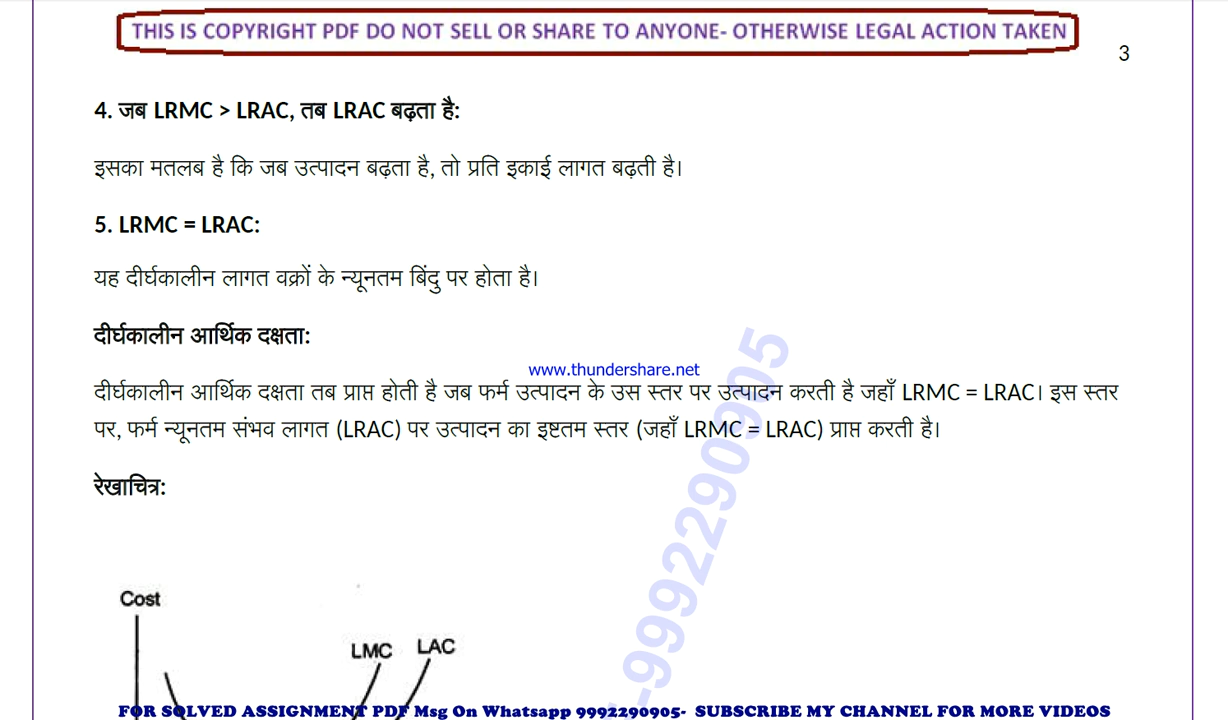 THIS IS COPYRIGHT PDF DO NOT SELL OR SHARE TO ANYONE- OTHERWISE LEGAL ACTION TAKEN
3
4. जब LRMC > LRAC, तब LRAC बढ़ता है:
इसका मतलब है कि जब उत्पादन बढ़ता है, तो प्रति इकाई लागत बढ़ती है।
5. LRMC = LRAC:
यह दीर्घकालीन लागत वक्रों के न्यूनतम बिंदु पर होता है।
दीर्घकालीन आर्थिक दक्षता:
www.thundershare.net
दीर्घकालीन आर्थिक दक्षता तब प्राप्त होती है जब फर्म उत्पादन के उस स्तर पर उत्पादन करती है जहाँ LRMC = LRAC। इस स्तर
पर, फर्म न्यूनतम संभव लागत (LRAC) पर उत्पादन का इष्टतम स्तर (जहाँ LRMC = LRAC) प्राप्त करती है।
-9992290905
रेखाचित्र:
Cost
LMC LAC
FOR SOLVED ASSIGNMENT PDF Msg On Whatsapp 9992290905- SUBSCRIBE MY CHANNEL FOR MORE VIDEOS